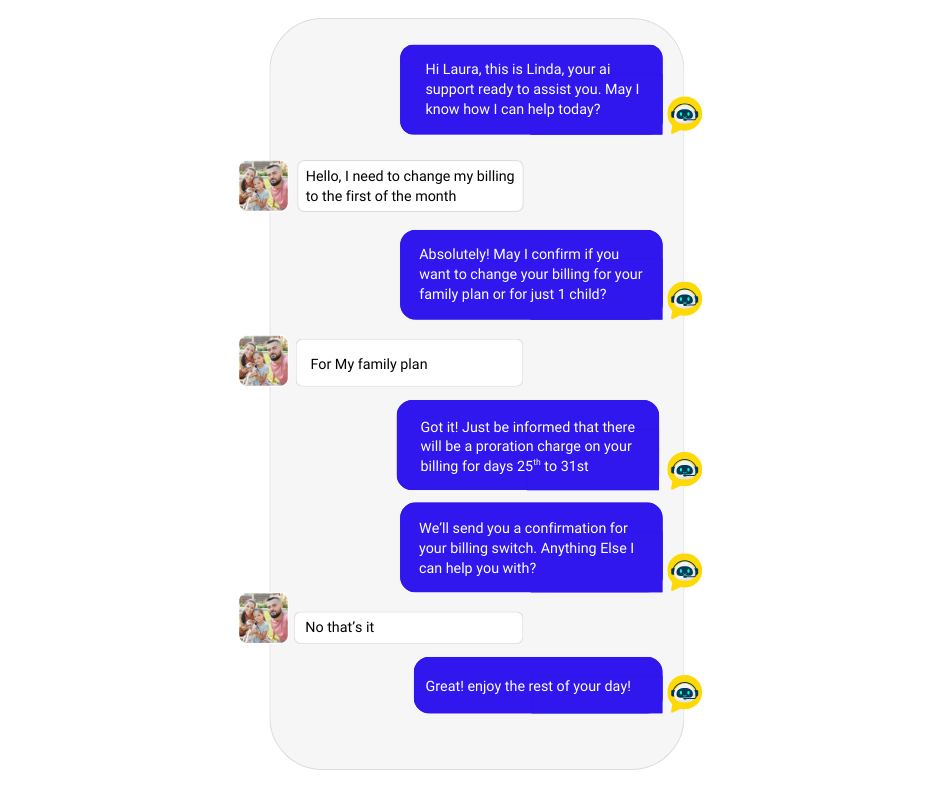 Hi Laura, this is Linda, your ai
support ready to assist you. May I
know how I can help today?
Hello, I need to change my billing
to the first of the month
Absolutely! May I confirm if you
want to change your billing for your
family plan or for just 1 child?
For My family plan
Got it! Just be informed that there
will be a proration charge on your
billing for days 25th to 31st
We’ll send you a confirmation for
your billing switch. Anything Else I
can help you with?
No that’s it
Great! enjoy the rest of your day!